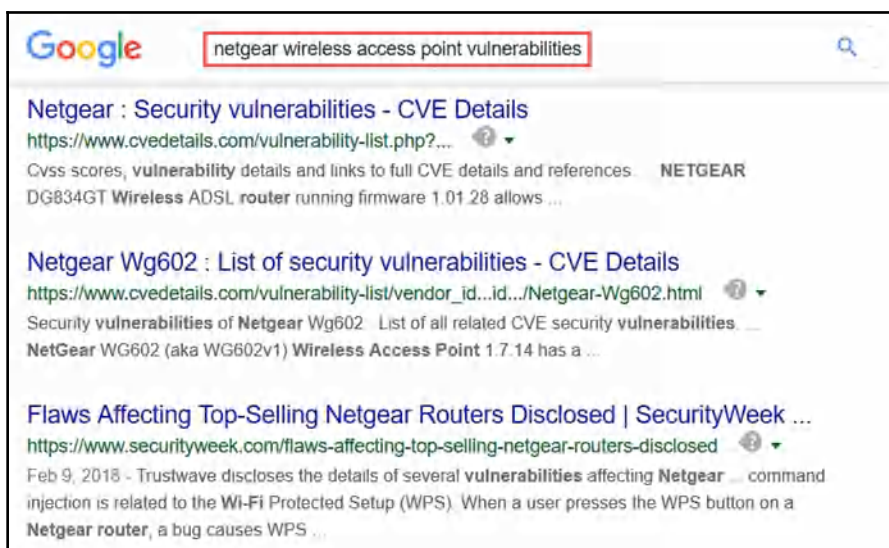 Google
netgear wireless access point vulnerabilities
Netgear : Security vulnerabilities - CVE Details
https://www.cvedetails.com/vulnerability-list.php?...
Cvss scores, vulnerability details and links to full CVE details and references ... NETGEAR
DG834GT Wireless ADSL router running firmware 1.01.28 allows ...
Netgear Wg602 : List of security vulnerabilities - CVE Details
https://www.cvedetails.com/vulnerability-list/vendor_id...id.../Netgear-Wg602.html
Security vulnerabilities of Netgear Wg602 . List of all related CVE security vulnerabilities. ...
NetGear WG602 (aka WG602v1) Wireless Access Point 1.7.14 has a ...
Flaws Affecting Top-Selling Netgear Routers Disclosed | SecurityWeek ...
https://www.securityweek.com/flaws-affecting-top-selling-netgear-routers-disclosed
Feb 9, 2018 - Trustwave discloses the details of several vulnerabilities affecting Netgear ... command
injection is related to the Wi-Fi Protected Setup (WPS). When a user presses the WPS button on a
Netgear router, a bug causes WPS ...